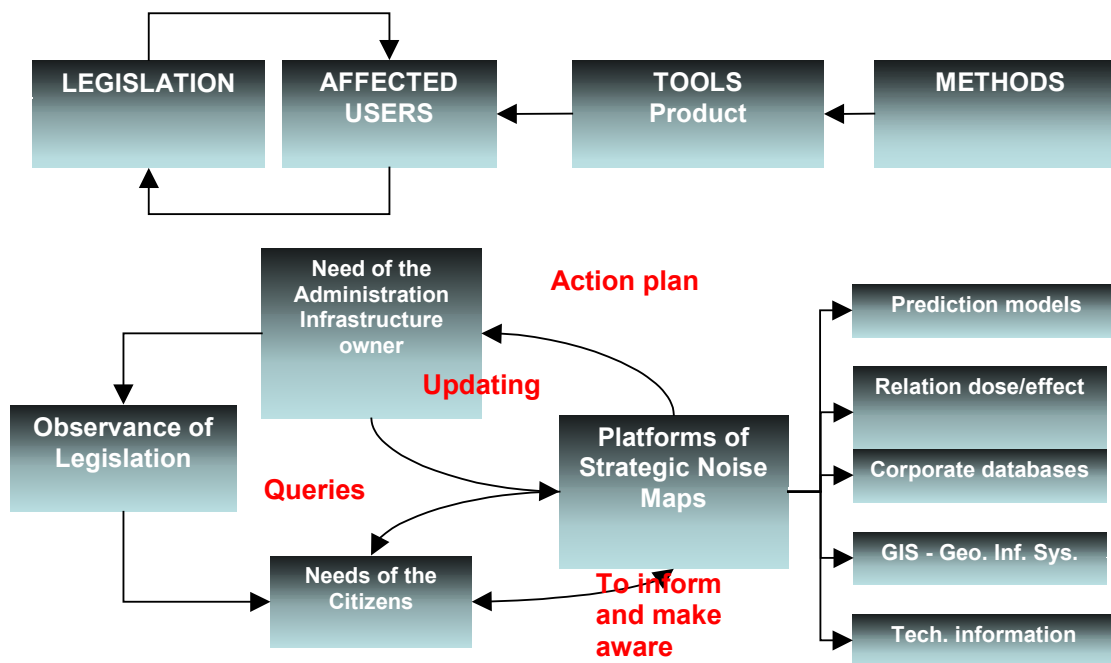 LEGISLATION
AFFECTED
USERS
TOOLS
Product
METHODS
Need of the
Administration
Infrastructure
owner
Action plan
Prediction models
Updating
Relation dose/effect
Observance of
Legislation
Platforms of
Strategic Noise
Maps
Corporate databases
Queries
GIS - Geo. Inf. Sys.
Needs of the
Citizens
To inform
and make
aware
Tech. information